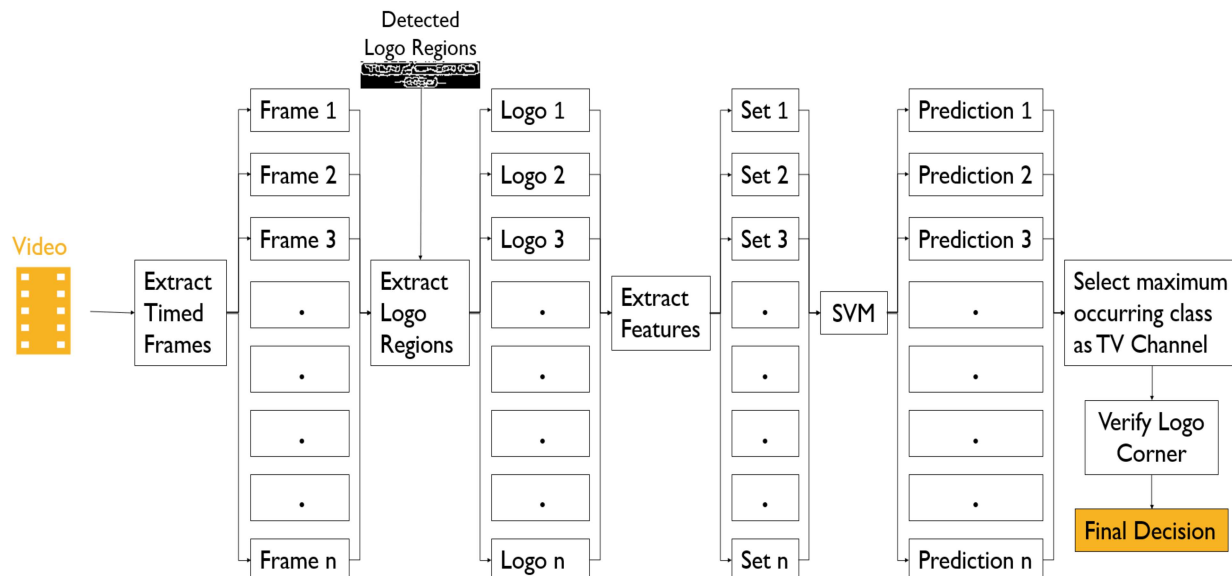 Detected
Logo Regions
Video
Extract
Timed
Frames
Frame 1
Frame 2
Frame 3
.
.
.
.
Frame n
Extract
Logo
Regions
Logo 1
Logo 2
Logo 3
.
.
.
.
Logo n
Extract
Features
Set 1
Set 2
Set 3
.
.
.
.
Set n
SVM
Prediction 1
Prediction 2
Prediction 3
.
.
.
.
Prediction n
Select maximum
occurring class
as TV Channel
Verify Logo
Corner
Final Decision